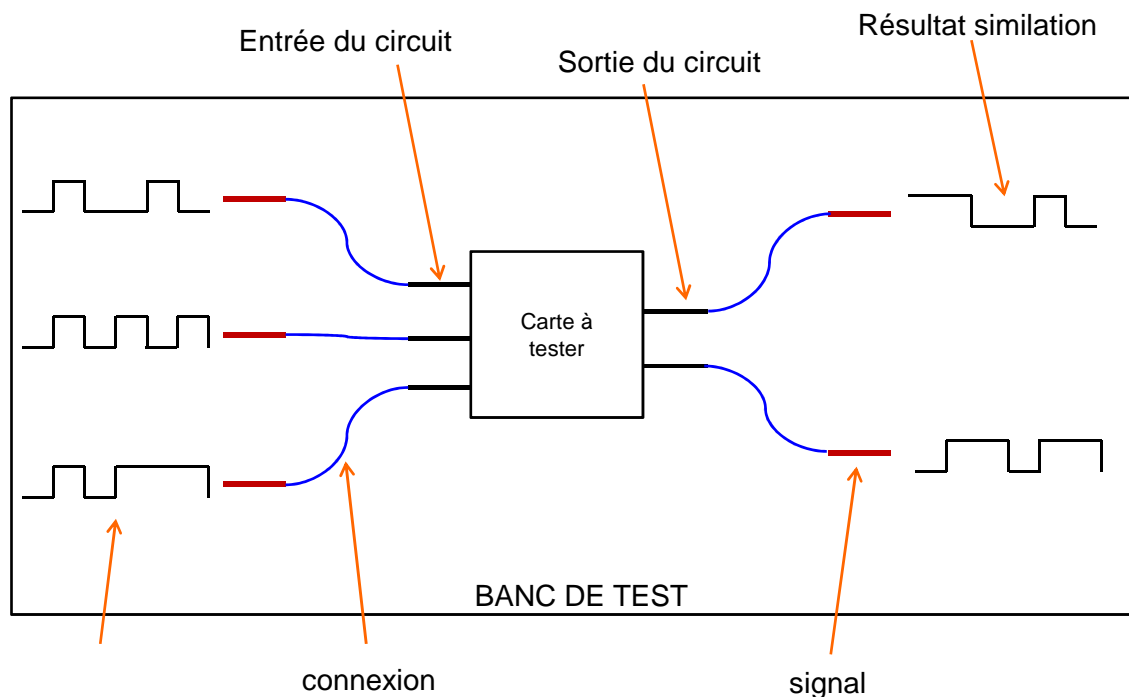 Entrée du circuit
Sortie du circuit
Résultat similation
Carte à
tester
BANC DE TEST
connexion
signal